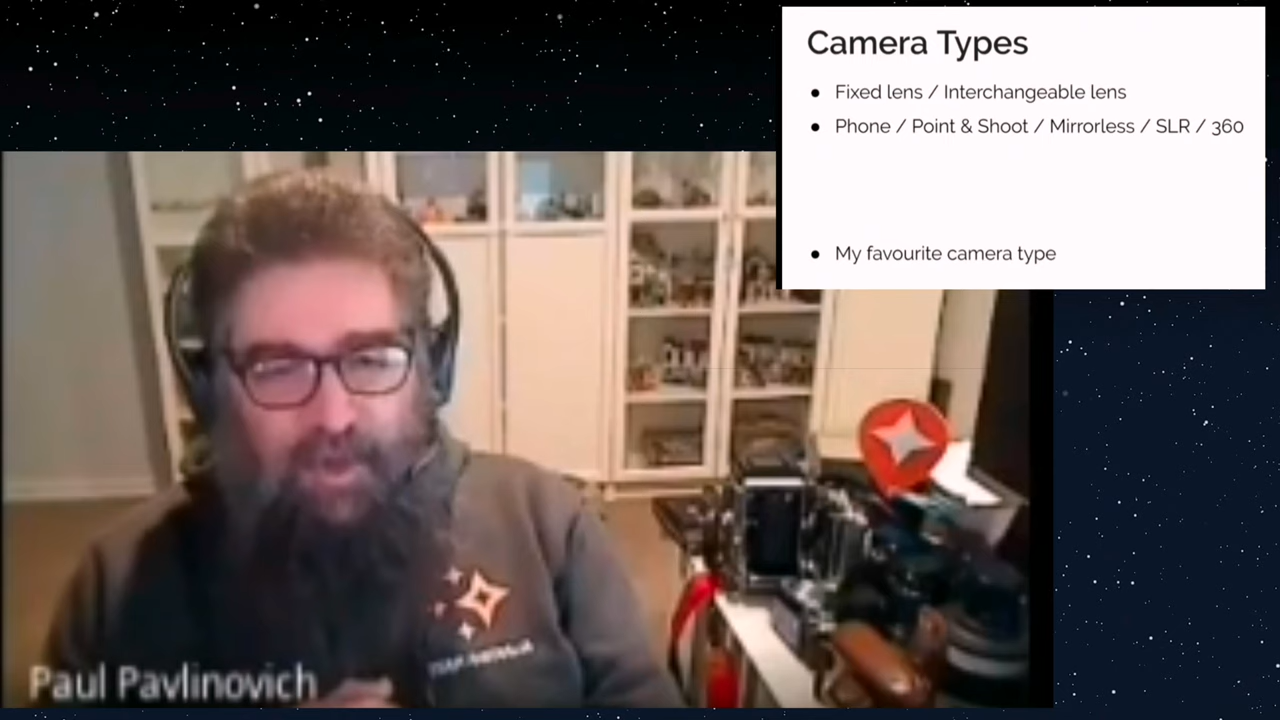 Camera Types
● Fixed lens / Interchangeable lens
● Phone / Point & Shoot / Mirrorless / SLR / 360
● My favourite camera type
Paul Pavlinovich